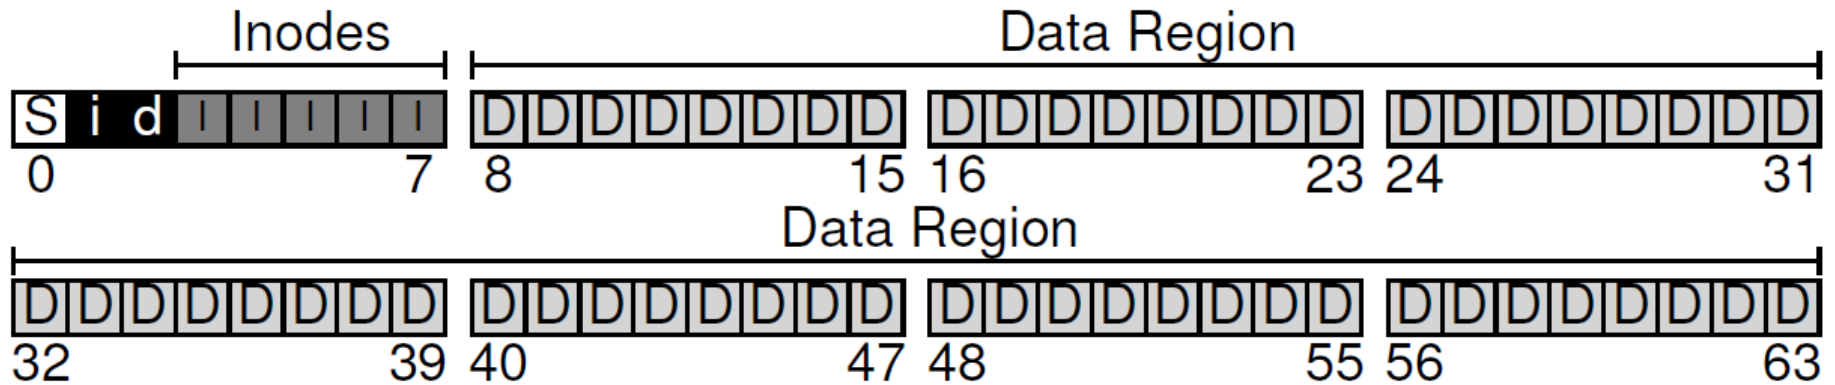 Inodes Data Region
S i d I I I I I D D D D D D D D D D D D D D D D D D D D D D D D
0 7 8 15 16 23 24 31
Data Region
D D D D D D D D D D D D D D D D D D D D D D D D D D D D D D D D
32 39 40 47 48 55 56 63